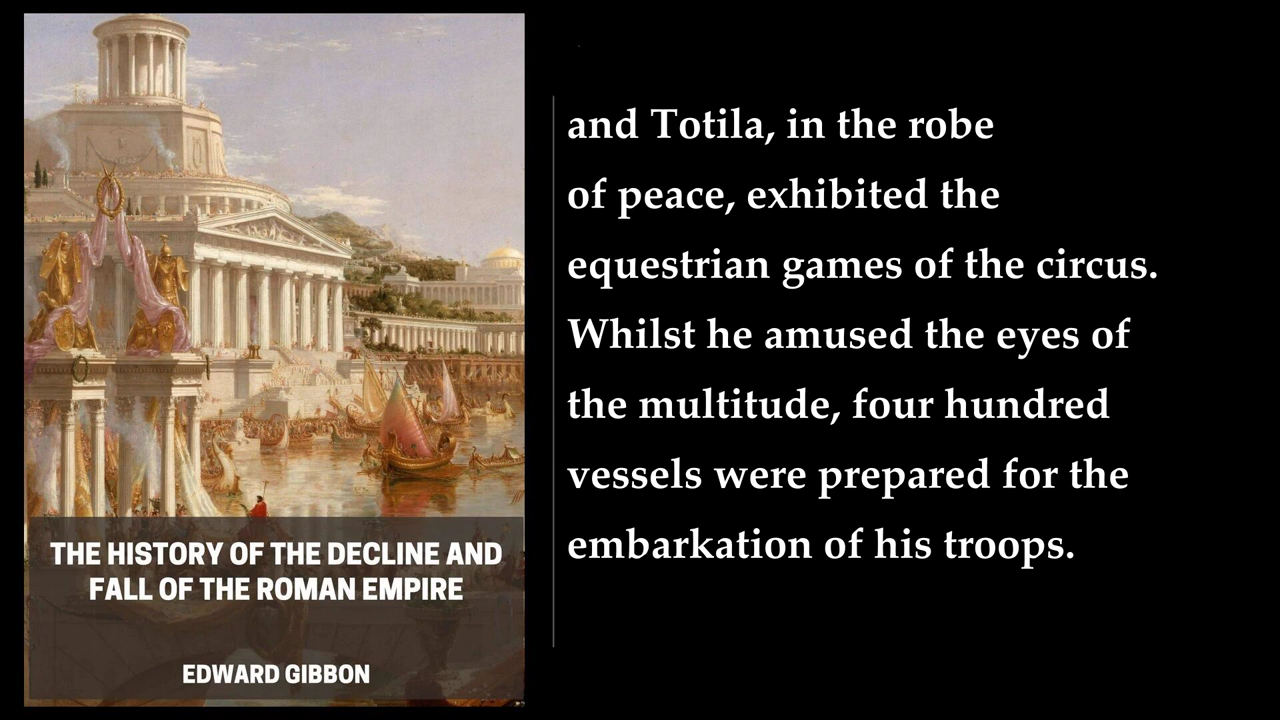 THE HISTORY OF THE DECLINE AND
FALL OF THE ROMAN EMPIRE
EDWARD GIBBON
and Totila, in the robe
of peace, exhibited the
equestrian games of the circus.
Whilst he amused the eyes of
the multitude, four hundred
vessels were prepared for the
embarkation of his troops.